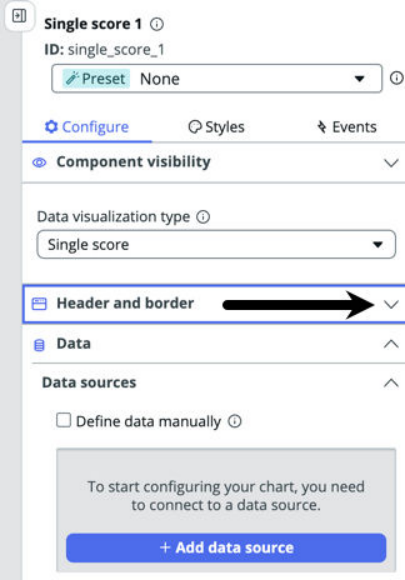 Single score 1
ID: single_score_1
Preset None
Configure Styles Events
Component visibility
Data visualization type
Single score
Header and border
Data
Data sources
Define data manually
To start configuring your chart, you need
to connect to a data source.
+ Add data source